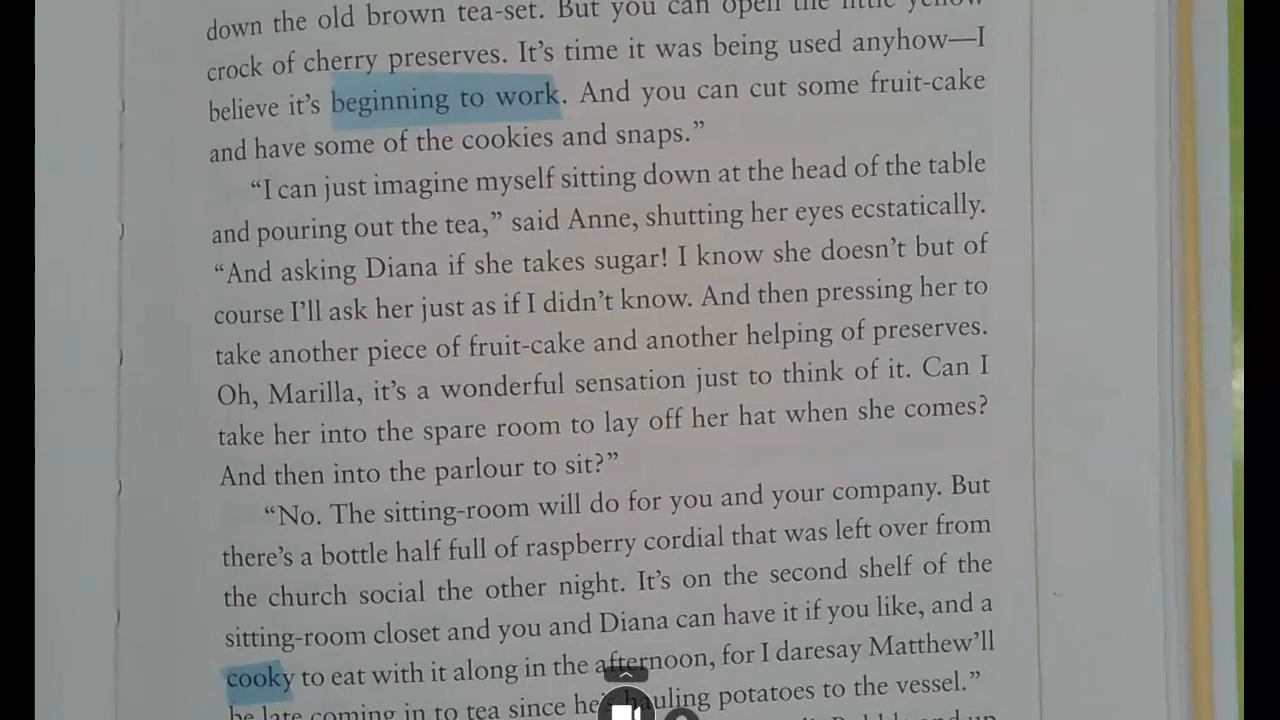 down the old brown tea-set. But you can open the little yellow
crock of cherry preserves. It’s time it was being used anyhow—I
believe it’s beginning to work. And you can cut some fruit-cake
and have some of the cookies and snaps.”
“I can just imagine myself sitting down at the head of the table
and pouring out the tea,” said Anne, shutting her eyes ecstatically.
“And asking Diana if she takes sugar! I know she doesn’t but of
course I’ll ask her just as if I didn’t know. And then pressing her to
take another piece of fruit-cake and another helping of preserves.
Oh, Marilla, it’s a wonderful sensation just to think of it. Can I
take her into the spare room to lay off her hat when she comes?
And then into the parlour to sit?”
“No. The sitting-room will do for you and your company. But
there’s a bottle half full of raspberry cordial that was left over from
the church social the other night. It’s on the second shelf of the
sitting-room closet and you and Diana can have it if you like, and a
cooky to eat with it along in the afternoon, for I daresay Matthew’ll
be late coming in to tea since he’s hauling potatoes to the vessel.”